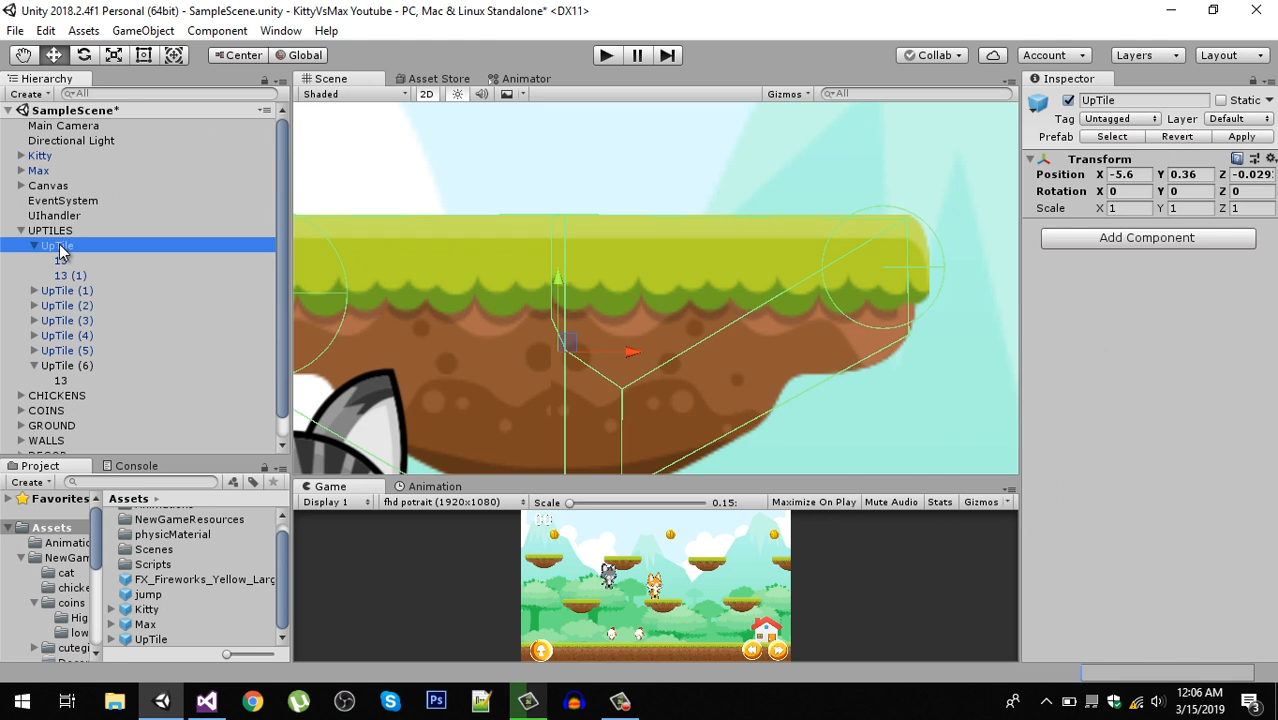 Unity 2018.2.4f1 Personal (64bit) - SampleScene.unity - KittyVsMax Youtube - PC, Mac & Linux Standalone* <DX11>
File Edit Assets GameObject Component Window Help
Center Global Collab Account Layers Layout
Hierarchy
Create All
SampleScene*
Main Camera
Directional Light
Kitty
Max
Canvas
EventSystem
UIhandler
UPTILES
UpTile
13
13 (1)
UpTile (1)
UpTile (2)
UpTile (3)
UpTile (4)
UpTile (5)
UpTile (6)
13
CHICKENS
COINS
GROUND
WALLS
Scene Asset Store Animator
Shaded 2D Gizmos All
Inspector
UpTile Static
Tag Untagged Layer Default
Prefab Select Revert Apply
Transform
Position X -5.6 Y 0.36 Z -0.029
Rotation X 0 Y 0 Z 0
Scale X 1 Y 1 Z 1
Add Component
Project Console
Create
Favorites
Assets
Animatio
NewGam
cat
chicke
coins
Hig
low
cutegi
Assets
NewGameResources
physicMaterial
Scenes
Scripts
FX_Fireworks_Yellow_Larg
jump
Kitty
Max
UpTile
Game Animation
Display 1 fhd potrait (1920x1080) Scale 0.15: Maximize On Play Mute Audio Stats Gizmos
12:06 AM
3/15/2019
3